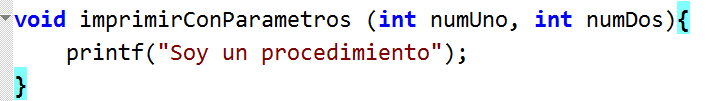 void imprimirConParametros (int numUno, int numDos){
    printf("Soy un procedimiento");
}